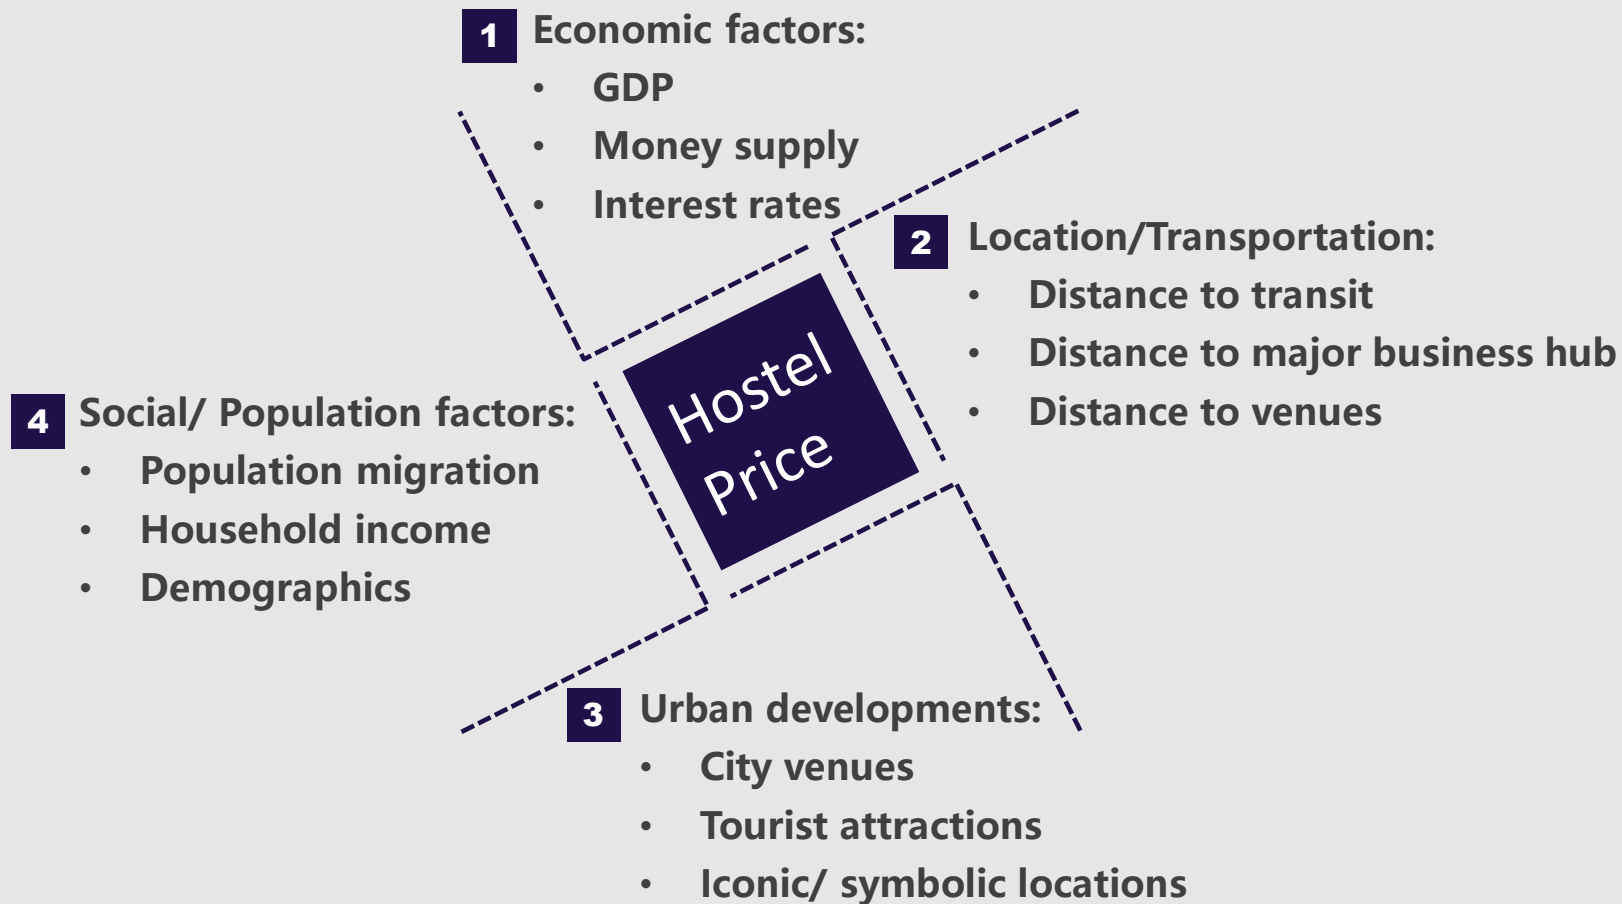 1 Economic factors:
• GDP
• Money supply
• Interest rates
2 Location/Transportation:
• Distance to transit
• Distance to major business hub
• Distance to venues
Hostel
Price
4 Social/ Population factors:
• Population migration
• Household income
• Demographics
3 Urban developments:
• City venues
• Tourist attractions
• Iconic/ symbolic locations